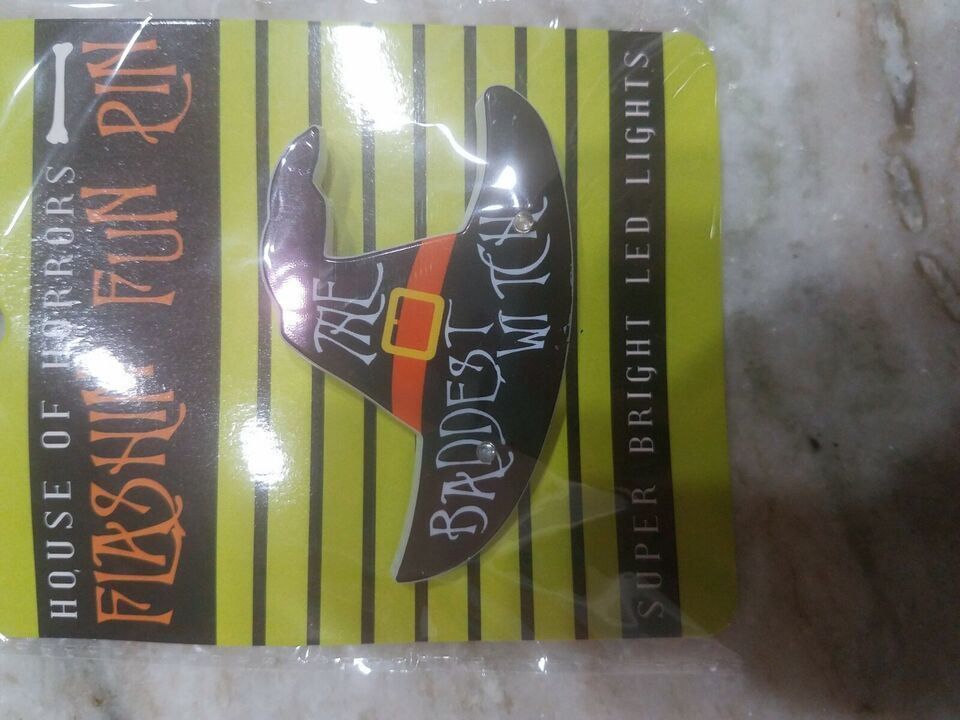 HOUSE OF HORRORS
FLASHIN' FUN PIN
THE
BADDEST
WITCH
SUPER BRIGHT LED LIGHTS